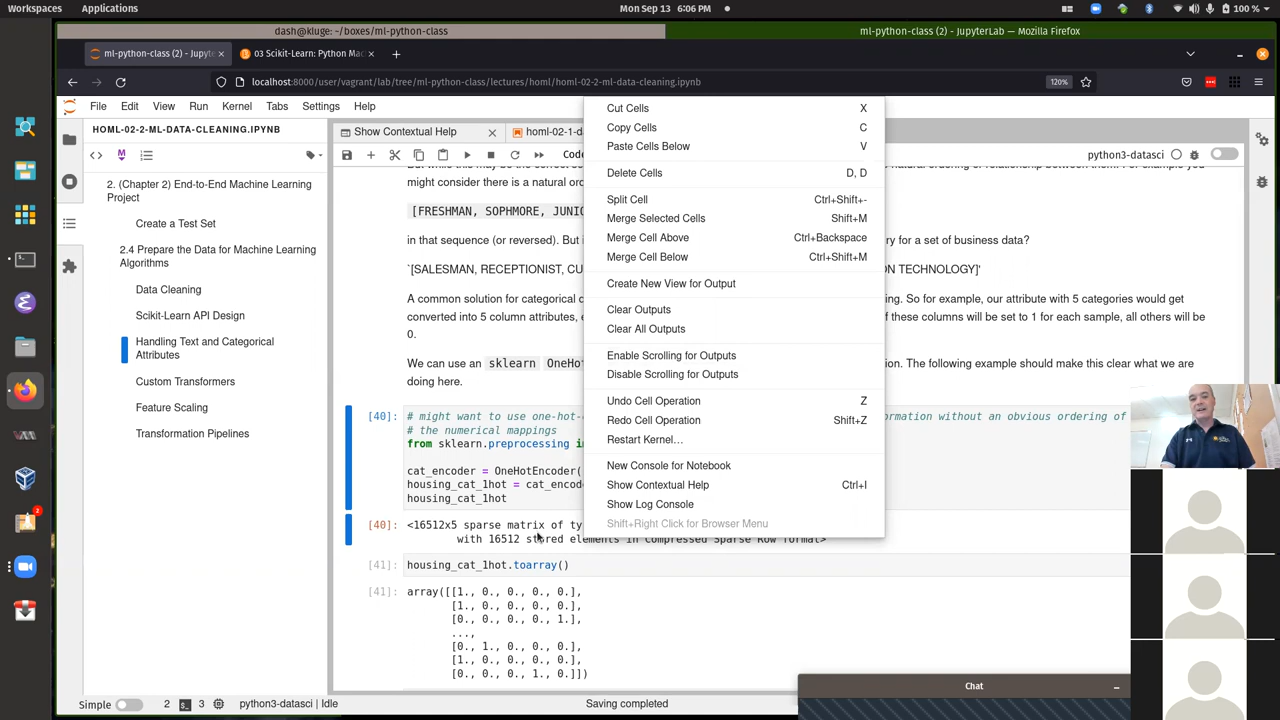 Workspaces
Applications
Mon Sep 13 6:06 PM
100 %
dash@kluge: ~/boxes/ml-python-class
ml-python-class (2) - JupyterLab — Mozilla Firefox
ml-python-class (2) - Jupyte
03 Scikit-Learn: Python Mac
localhost:8000/user/vagrant/lab/tree/ml-python-class/lectures/homl/homl-02-2-ml-data-cleaning.ipynb
120%
File Edit View Run Kernel Tabs Settings Help
HOML-02-2-ML-DATA-CLEANING.IPYNB
2. (Chapter 2) End-to-End Machine Learning
Project
Create a Test Set
2.4 Prepare the Data for Machine Learning
Algorithms
Data Cleaning
Scikit-Learn API Design
Handling Text and Categorical
Attributes
Custom Transformers
Feature Scaling
Transformation Pipelines
Show Contextual Help
homl-02-1-d
Code
python3-datasci
might consider there is a natural ord
[FRESHMAN, SOPHMORE, JUNIO
in that sequence (or reversed). But i
ry for a set of business data?
`[SALESMAN, RECEPTIONIST, CU
ON TECHNOLOGY]'
A common solution for categorical d
ng. So for example, our attribute with 5 categories would get
converted into 5 column attributes, e
f these columns will be set to 1 for each sample, all others will be
0.
We can use an sklearn OneHot
ion. The following example should make this clear what we are
doing here.
Cut Cells X
Copy Cells C
Paste Cells Below V
Delete Cells D, D
Split Cell Ctrl+Shift+-
Merge Selected Cells Shift+M
Merge Cell Above Ctrl+Backspace
Merge Cell Below Ctrl+Shift+M
Create New View for Output
Clear Outputs
Clear All Outputs
Enable Scrolling for Outputs
Disable Scrolling for Outputs
Undo Cell Operation Z
Redo Cell Operation Shift+Z
Restart Kernel…
New Console for Notebook
Show Contextual Help Ctrl+I
Show Log Console
Shift+Right Click for Browser Menu
[40]: # might want to use one-hot-
ormation without an obvious ordering of
# the numerical mappings
from sklearn.preprocessing im
cat_encoder = OneHotEncoder(
housing_cat_1hot = cat_encod
housing_cat_1hot
[40]: <16512x5 sparse matrix of ty
with 16512 stored elements in Compressed Sparse Row format>
[41]: housing_cat_1hot.toarray()
[41]: array([[1., 0., 0., 0., 0.],
[1., 0., 0., 0., 0.],
[0., 0., 0., 0., 1.],
...,
[0., 1., 0., 0., 0.],
[1., 0., 0., 0., 0.],
[0., 0., 0., 1., 0.]])
Chat
Simple
2
3
python3-datasci | Idle
Saving completed